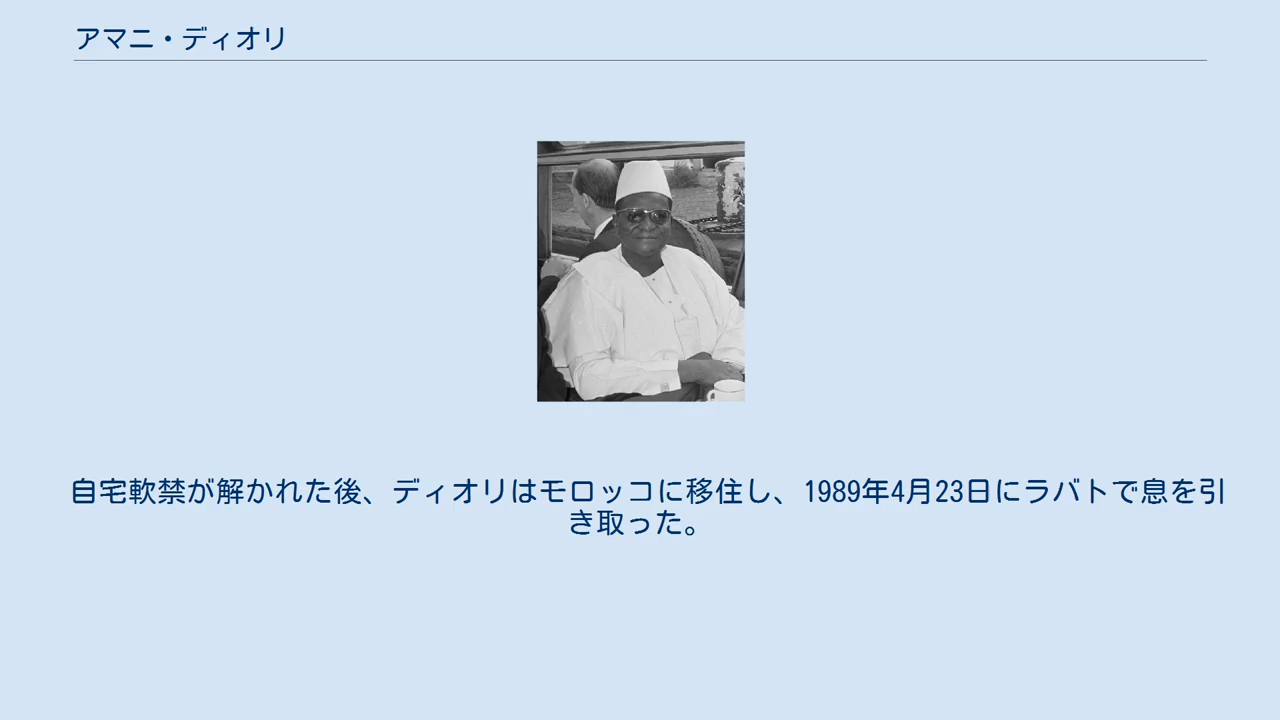 アマニ・ディオリ
自宅軟禁が解かれた後、ディオリはモロッコに移住し、1989年4月23日にラバトで息を引
き取った。